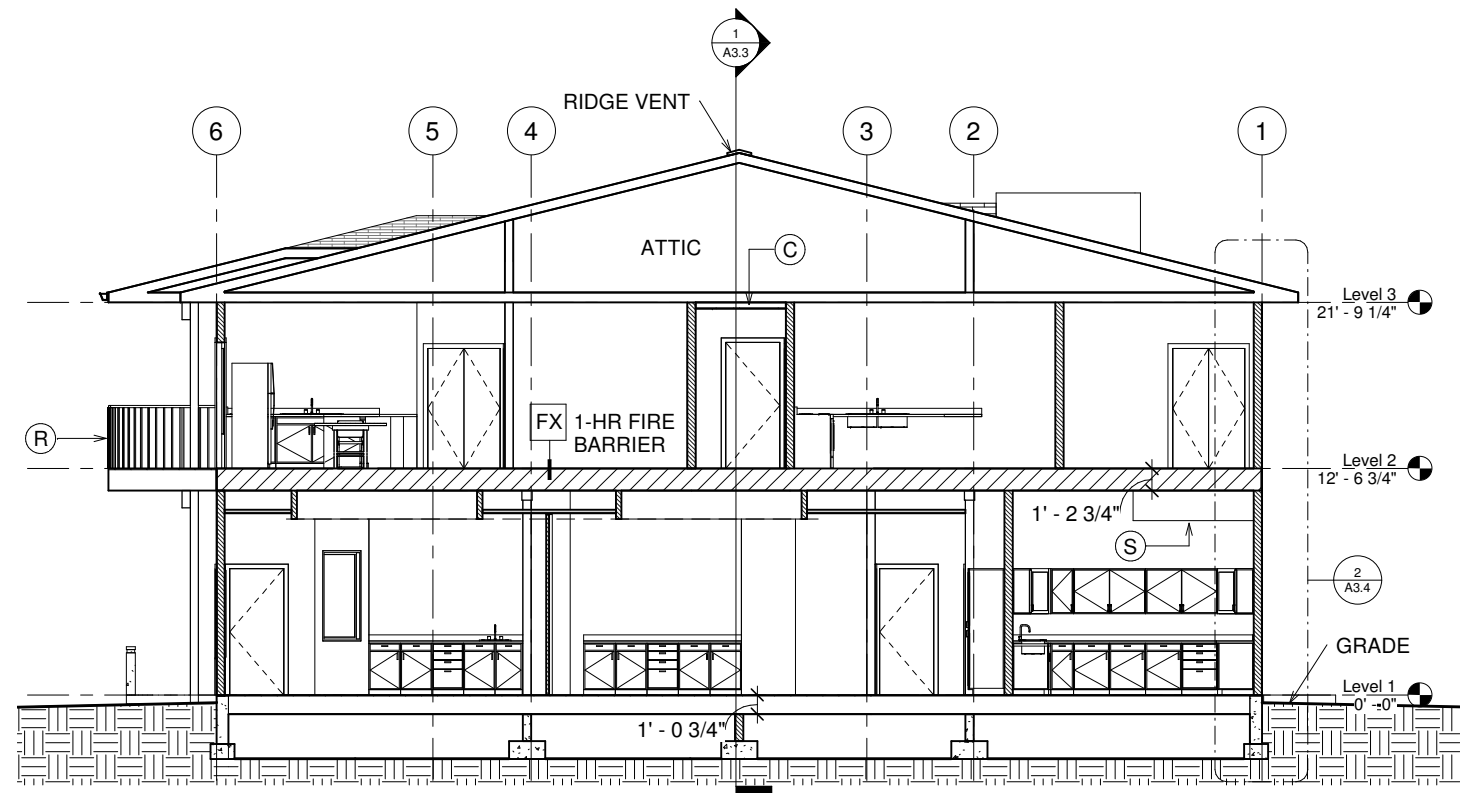 1
A3.3
RIDGE VENT
6
5
4
3
2
1
ATTIC
C
Level 3
21' - 9 1/4"
R
FX
1-HR FIRE
BARRIER
Level 2
12' - 6 3/4"
1' - 2 3/4"
S
2
A3.4
GRADE
Level 1
0' - 0"
1' - 0 3/4"